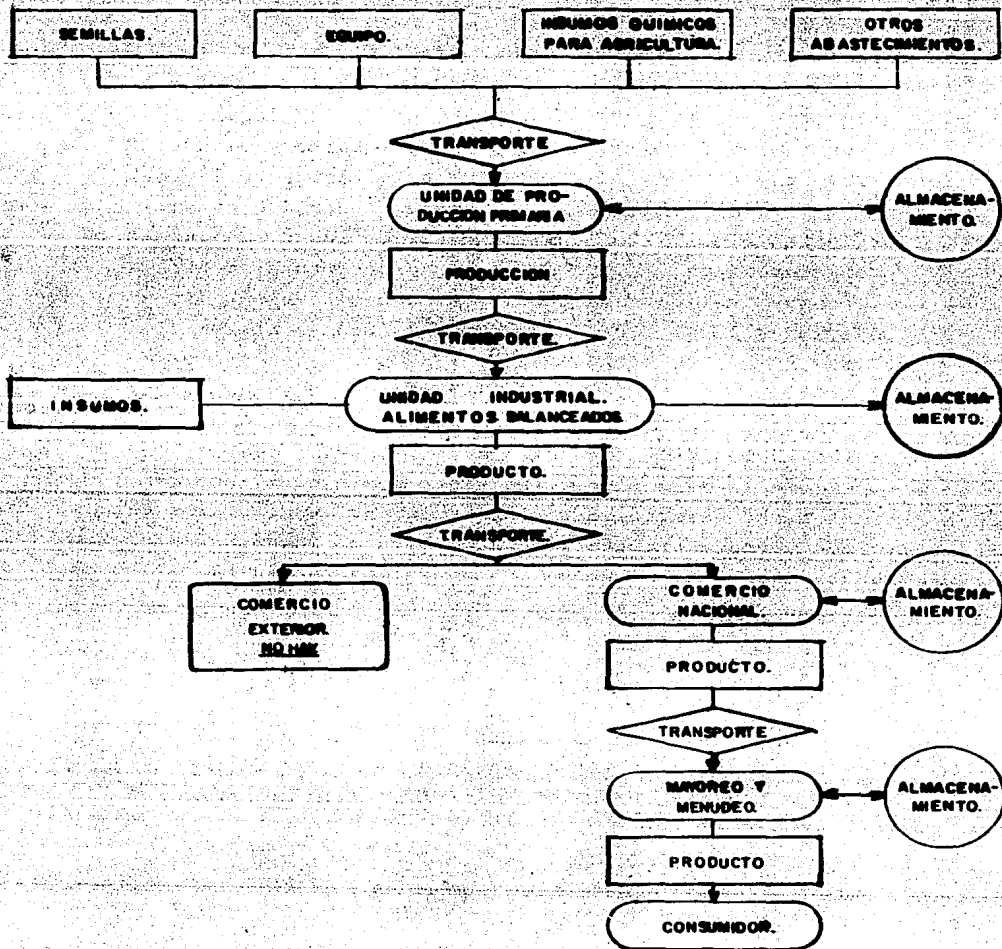 SEMILLAS.
EQUIPO.
INSUMOS QUIMICOS
PARA AGRICULTURA.
OTROS
ABASTECIMIENTOS.
TRANSPORTE
UNIDAD DE PRO-
DUCCION PRIMARIA
ALMACENA-
MIENTO.
PRODUCCION
TRANSPORTE.
INSUMOS.
UNIDAD INDUSTRIAL.
ALIMENTOS BALANCEADOS
ALMACENA-
MIENTO.
PRODUCTO.
TRANSPORTE.
COMERCIO
EXTERIOR.
NO HAY
COMERCIO
NACIONAL.
ALMACENA-
MIENTO.
PRODUCTO.
TRANSPORTE
MAYOREO Y
MENUDEO.
ALMACENA-
MIENTO.
PRODUCTO
CONSUMIDOR.